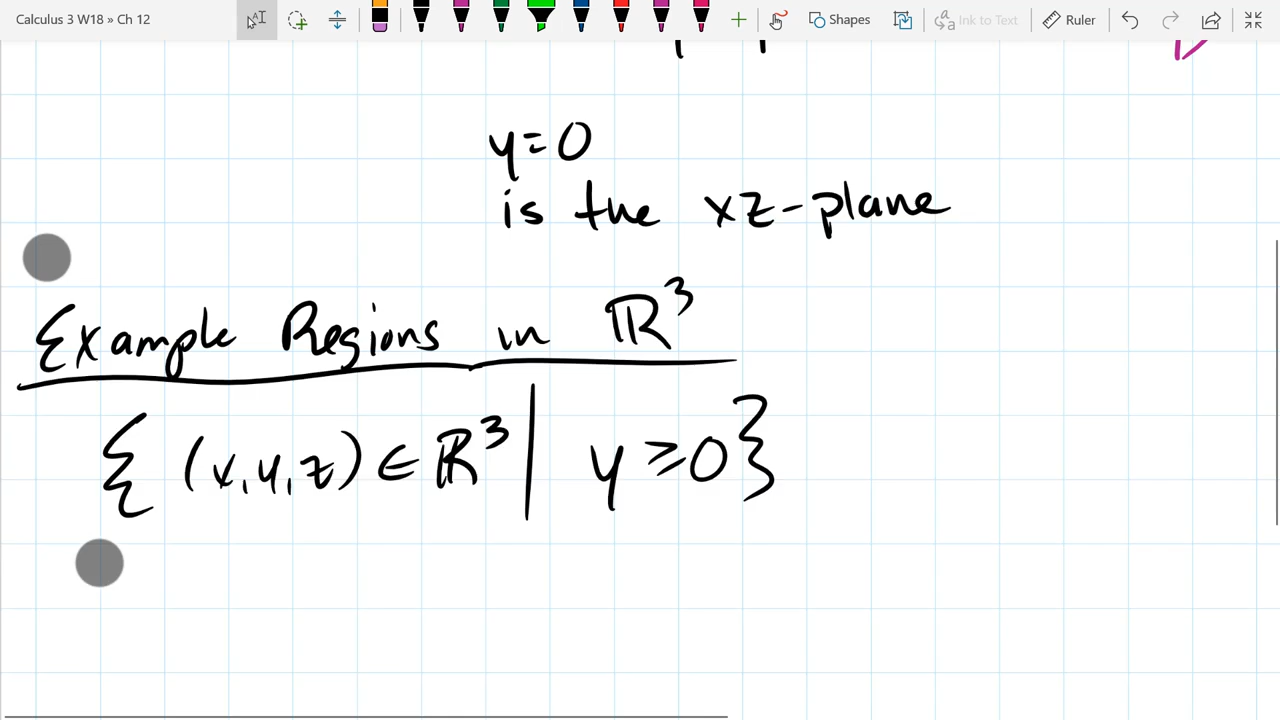 Calculus 3 W18 » Ch 12
Shapes
Ink to Text
Ruler
y=0
is the xz-plane
Example Regions in ℝ³
{ (x,y,z) ∈ ℝ³ | y ≥ 0 }